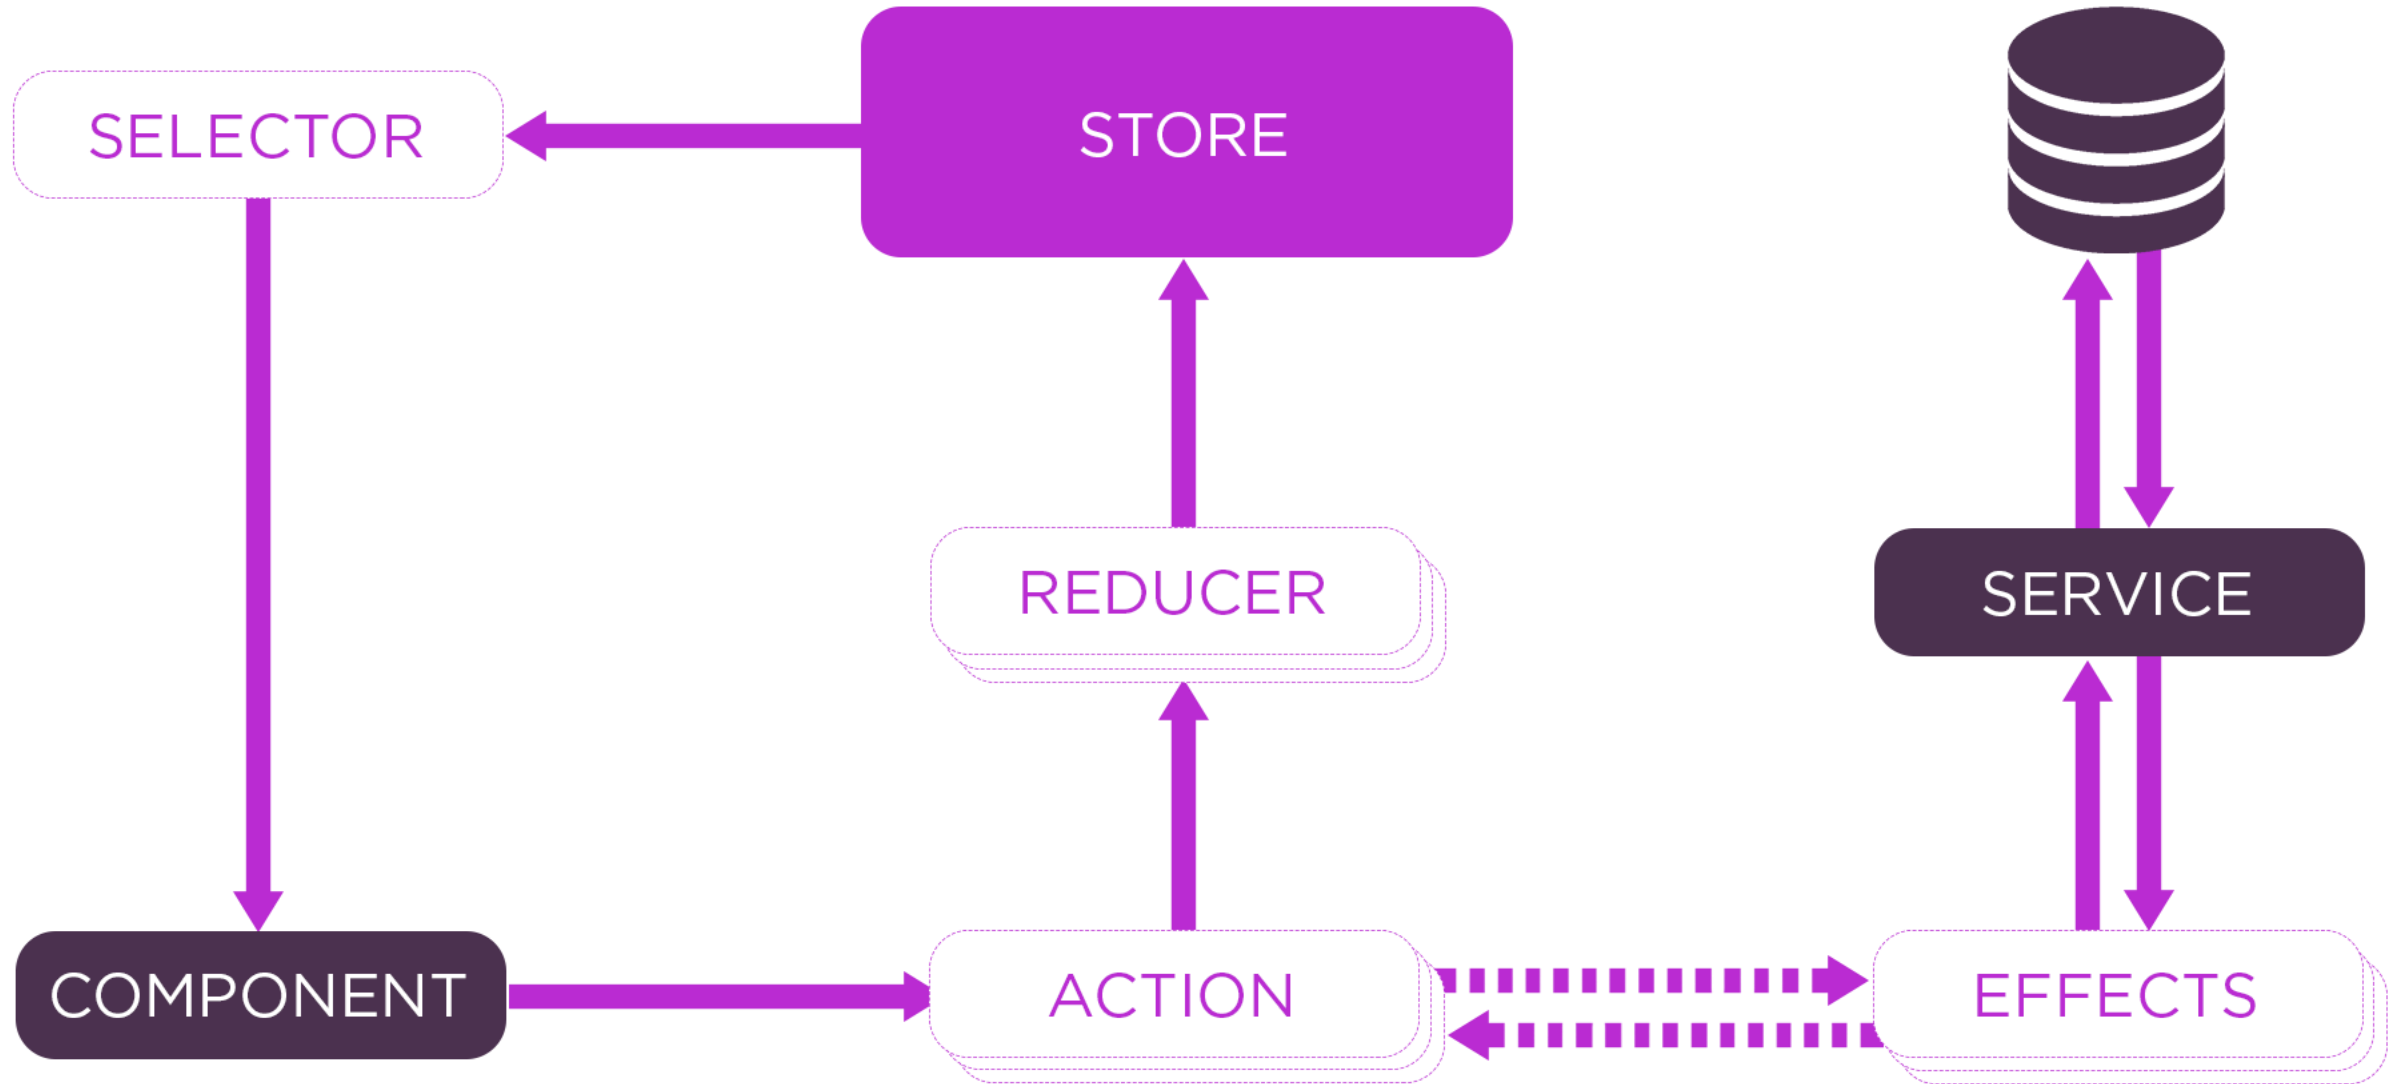 SELECTOR
STORE
REDUCER
SERVICE
COMPONENT
ACTION
EFFECTS